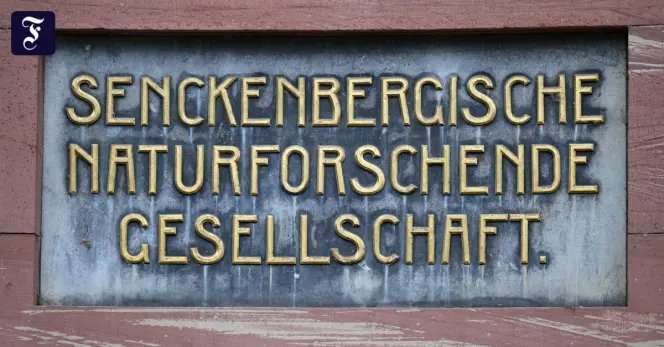 SENCKENBERGISCHE
NATURFORSCHENDE
GESELLSCHAFT.